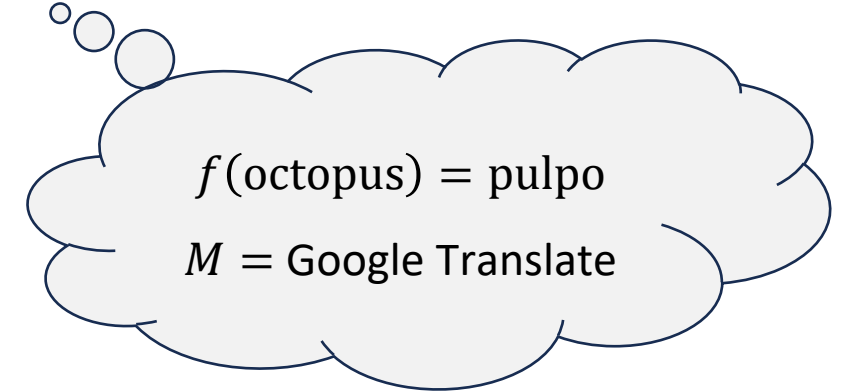 f(octopus) = pulpo
M = Google Translate